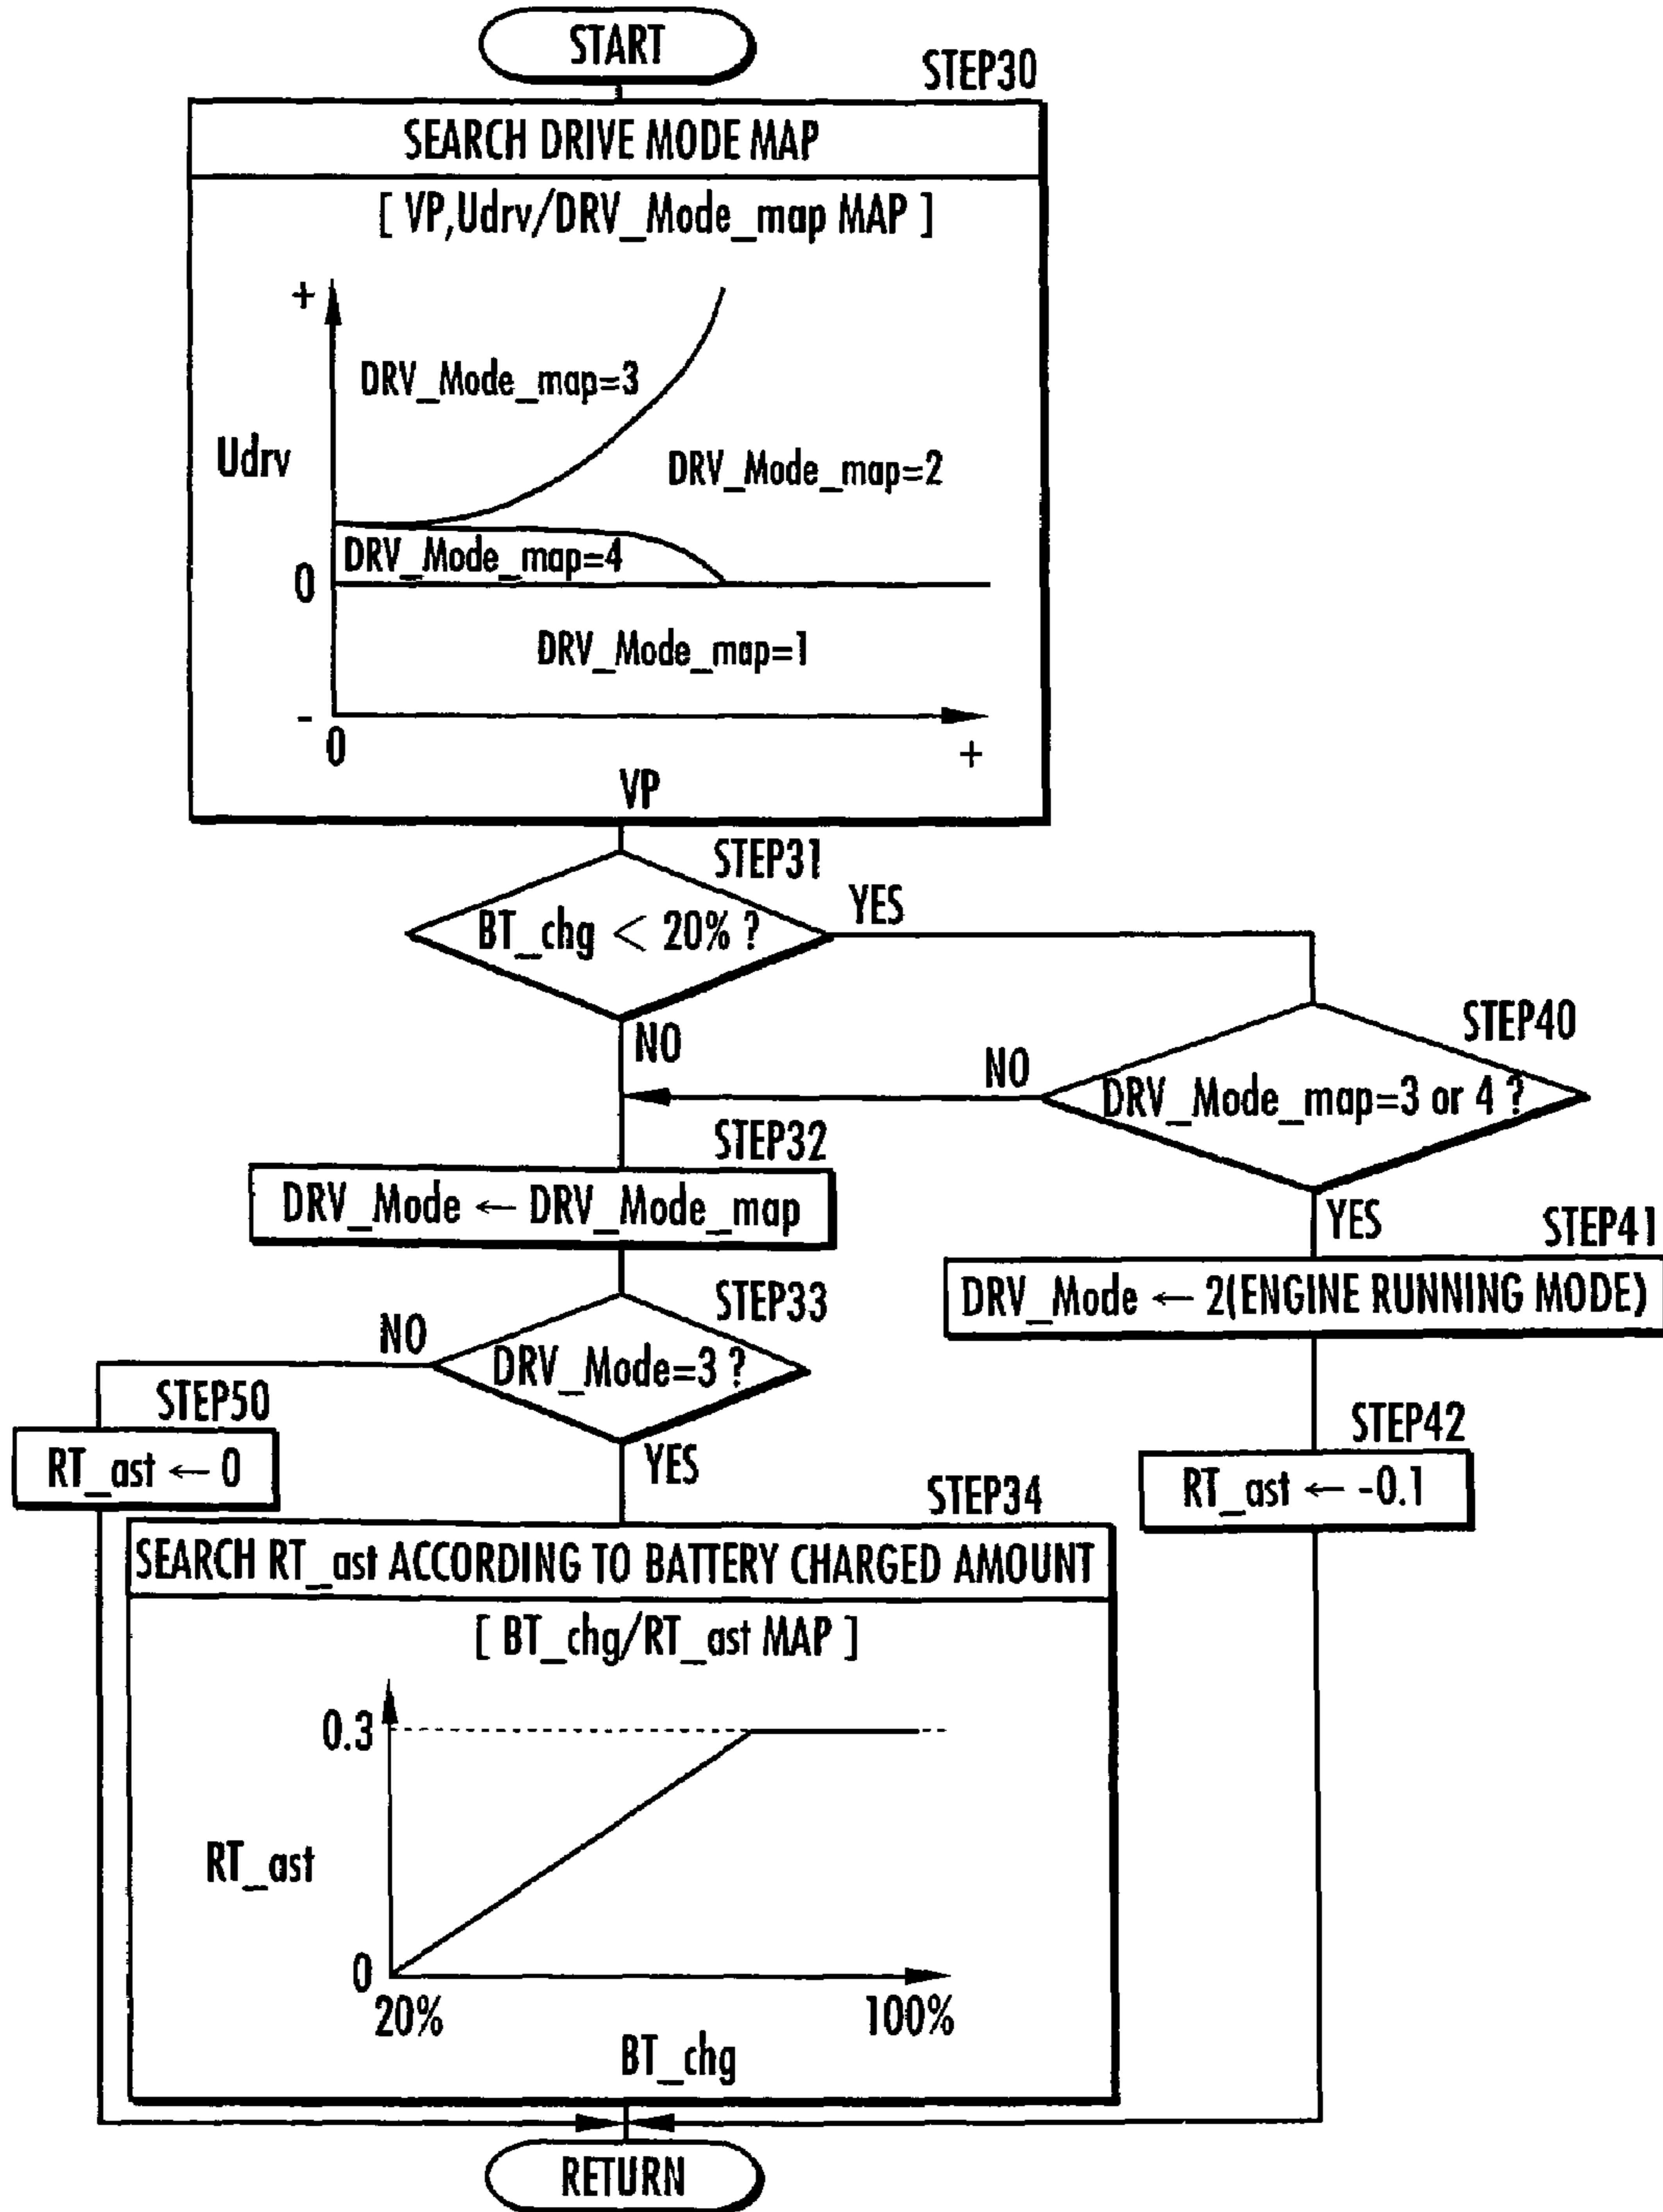 START
STEP30
SEARCH DRIVE MODE MAP
[ VP,Udrv/DRV_Mode_map MAP ]
+
DRV_Mode_map=3
Udrv
DRV_Mode_map=2
DRV_Mode_map=4
0
DRV_Mode_map=1
-
0
+
VP
STEP31
BT_chg < 20% ?
YES
NO
STEP40
DRV_Mode_map=3 or 4 ?
NO
YES
STEP32
DRV_Mode ← DRV_Mode_map
STEP41
DRV_Mode ← 2(ENGINE RUNNING MODE)
STEP33
DRV_Mode=3 ?
NO
YES
STEP50
RT_ast ← 0
STEP42
RT_ast ← -0.1
STEP34
SEARCH RT_ast ACCORDING TO BATTERY CHARGED AMOUNT
[ BT_chg/RT_ast MAP ]
0.3
RT_ast
0
20%
100%
BT_chg
RETURN